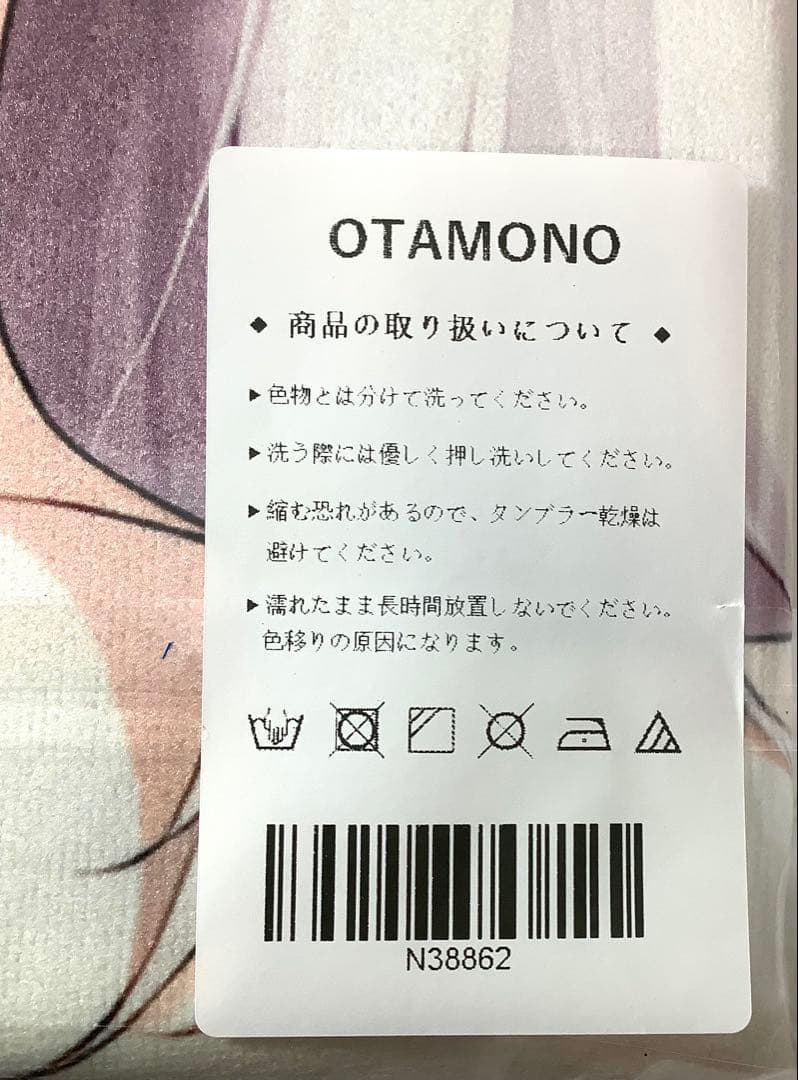 OTAMONO
◆ 商品の取り扱いについて ◆
▶色物とは分けて洗ってください。
▶洗う際には優しく押し洗いしてください。
▶縮む恐れがあるので、タンブラー乾燥は
避けてください。
▶濡れたまま長時間放置しないでください。
色移りの原因になります。
N38862